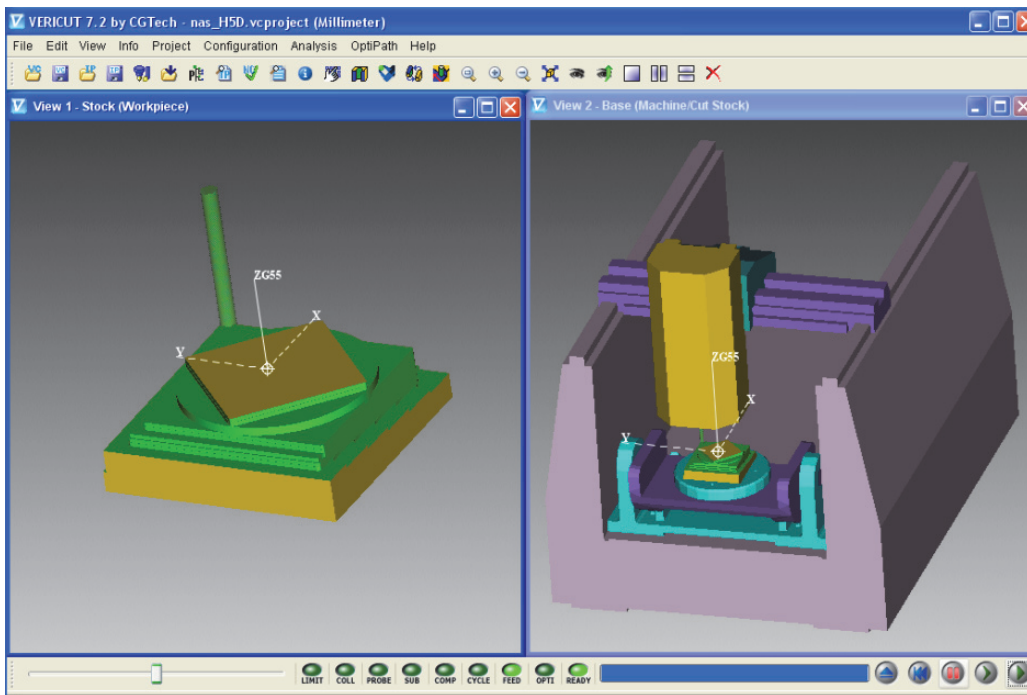 VERICUT 7.2 by CGTech - nas_H5D.vcproject (Millimeter)
File Edit View Info Project Configuration Analysis OptiPath Help
View 1 - Stock (Workpiece)
View 2 - Base (Machine/Cut Stock)
ZG55
X
Y
ZG55
X
Y
LIMIT COLL PROBE SUB COMP CYCLE FEED OPTI READY